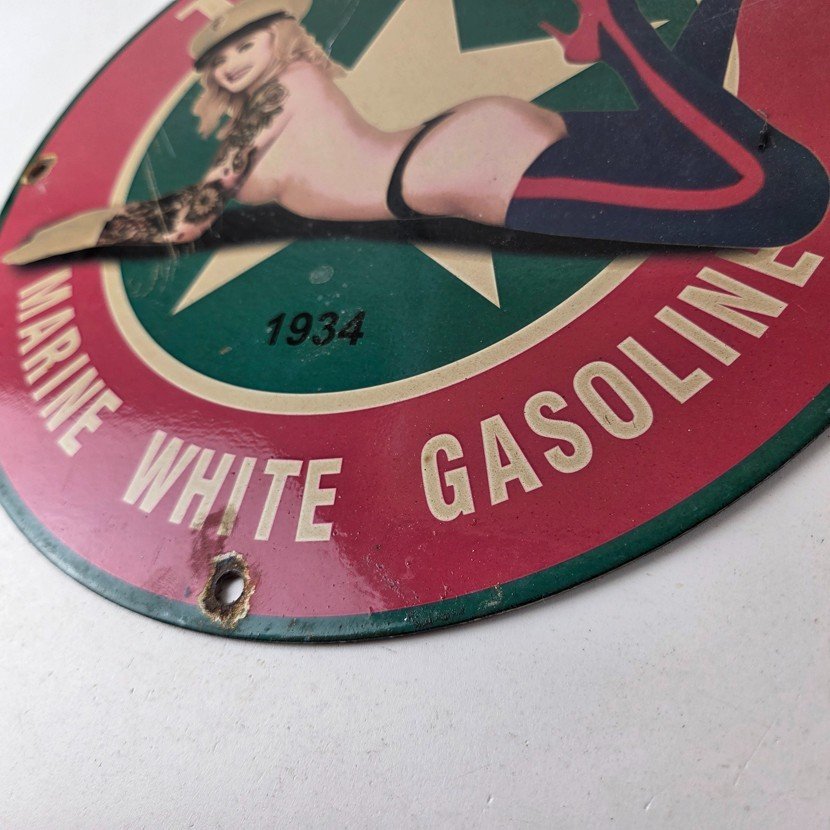 1934
MARINE WHITE GASOLINE